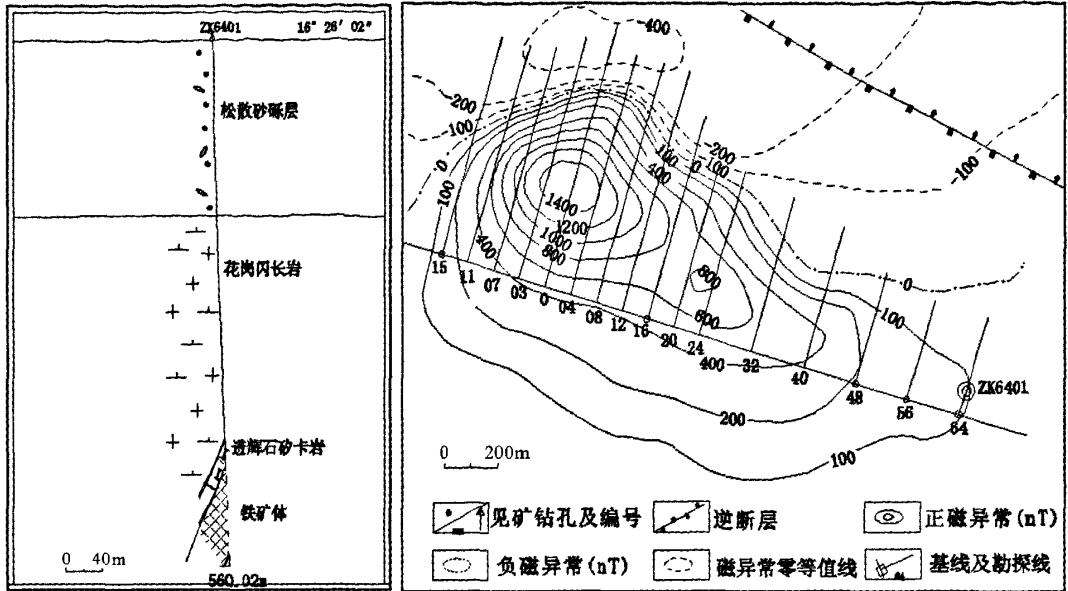 ZK6401 16° 26′ 02″
松散砂砾层
花岗闪长岩
透辉石矽卡岩
铁矿体
0 40m
560.02m
-400
-200
-100
0
100
-200
-100
0
100
400
-100
1400
1200
1000
800
400
800
600
400
0
100
200
100
15
11
07
03
0
04
08
12
16
20
24
32
40
48
56
64
ZK6401
0 200m
见矿钻孔及编号
逆断层
正磁异常(nT)
负磁异常(nT)
磁异常零等值线
基线及勘探线